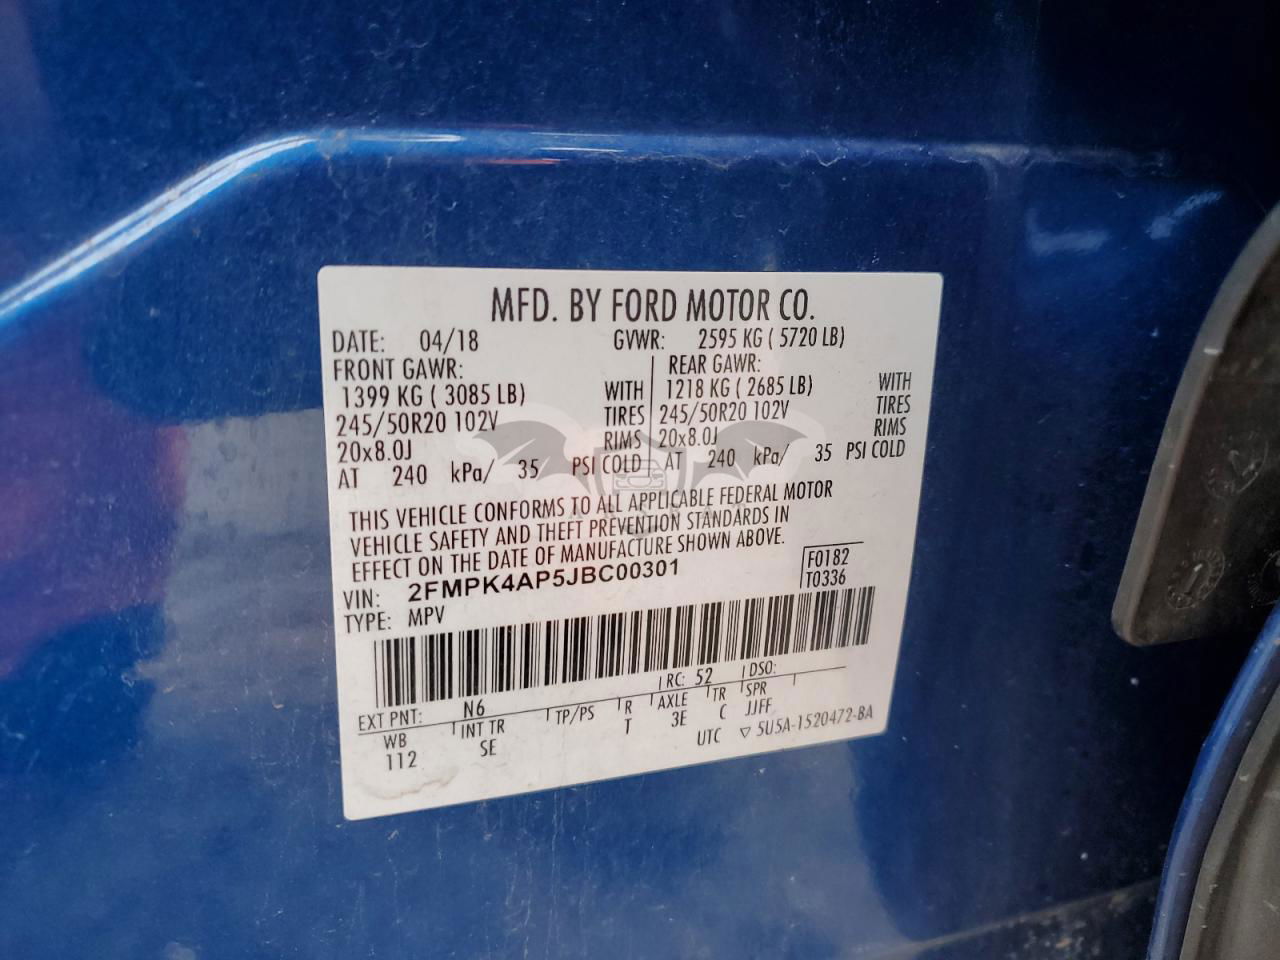 MFD. BY FORD MOTOR CO.
DATE: 04/18 GVWR: 2595 KG ( 5720 LB)
FRONT GAWR: REAR GAWR:
1399 KG ( 3085 LB) WITH 1218 KG ( 2685 LB) WITH
245/50R20 102V TIRES 245/50R20 102V TIRES
20x8.0J RIMS 20x8.0J RIMS
AT 240 kPa/ 35 PSI COLD AT 240 kPa/ 35 PSI COLD
THIS VEHICLE CONFORMS TO ALL APPLICABLE FEDERAL MOTOR
VEHICLE SAFETY AND THEFT PREVENTION STANDARDS IN
EFFECT ON THE DATE OF MANUFACTURE SHOWN ABOVE.
VIN: 2FMPK4AP5JBC00301 F0182
TYPE: MPV T0336
EXT PNT: N6 RC: 52 DSO:
WB INT TR TP/PS R AXLE TR SPR
112 SE T 3E C JJFF
UTC ▽ 5U5A-1520472-BA